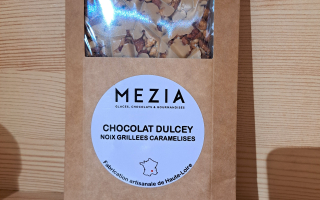 MEZIA
GLACES, CHOCOLATS & GOURMANDISES
CHOCOLAT DULCEY
NOIX GRILLEES CARAMELISES
Fabrication artisanale de Haute-Loire